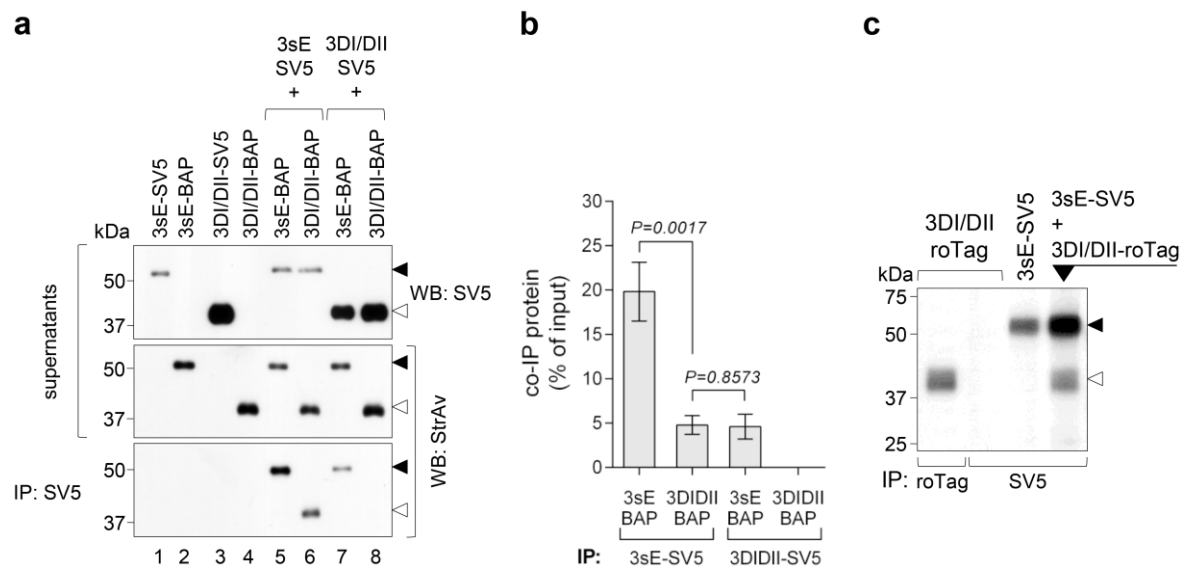 a
3sE
SV5
+
3DI/DII
SV5
+
3sE-SV5
3sE-BAP
3DI/DII-SV5
3DI/DII-BAP
3sE-BAP
3DI/DII-BAP
3sE-BAP
3DI/DII-BAP
kDa
50
37
WB: SV5
supernatants
50
37
WB: StrAv
50
37
IP: SV5
1 2 3 4 5 6 7 8
b
co-IP protein
(% of input)
30
25
20
15
10
5
0
P=0.0017
P=0.8573
3sE 3DIDII 3sE 3DIDII
BAP BAP BAP BAP
IP: 3sE-SV5 3DIDII-SV5
c
3DI/DII
roTag
3sE-SV5
3sE-SV5
+
3DI/DII-roTag
kDa
75
50
37
25
IP: roTag SV5